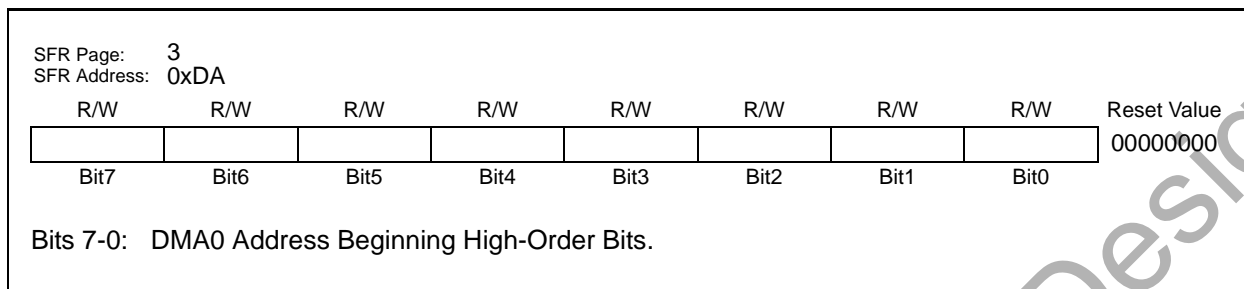 SFR Page: 3
SFR Address: 0xDA
R/W R/W R/W R/W R/W R/W R/W R/W Reset Value
00000000
Bit7 Bit6 Bit5 Bit4 Bit3 Bit2 Bit1 Bit0
Bits 7-0: DMA0 Address Beginning High-Order Bits.